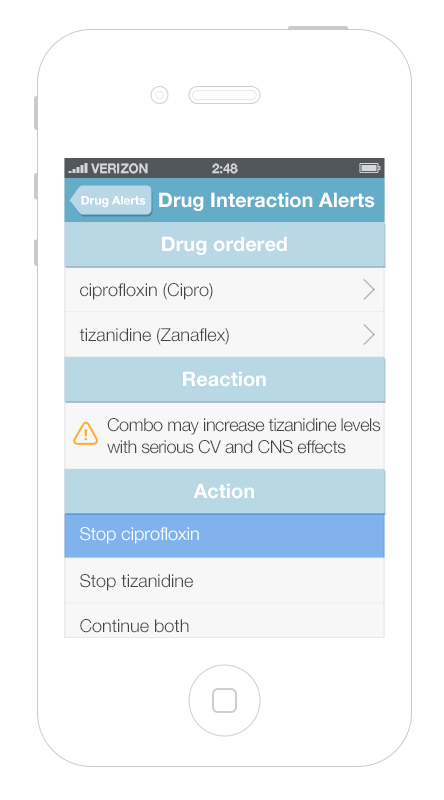 VERIZON 2:48
Drug Alerts Drug Interaction Alerts
Drug ordered
ciprofloxin (Cipro)
tizanidine (Zanaflex)
Reaction
Combo may increase tizanidine levels
with serious CV and CNS effects
Action
Stop ciprofloxin
Stop tizanidine
Continue both